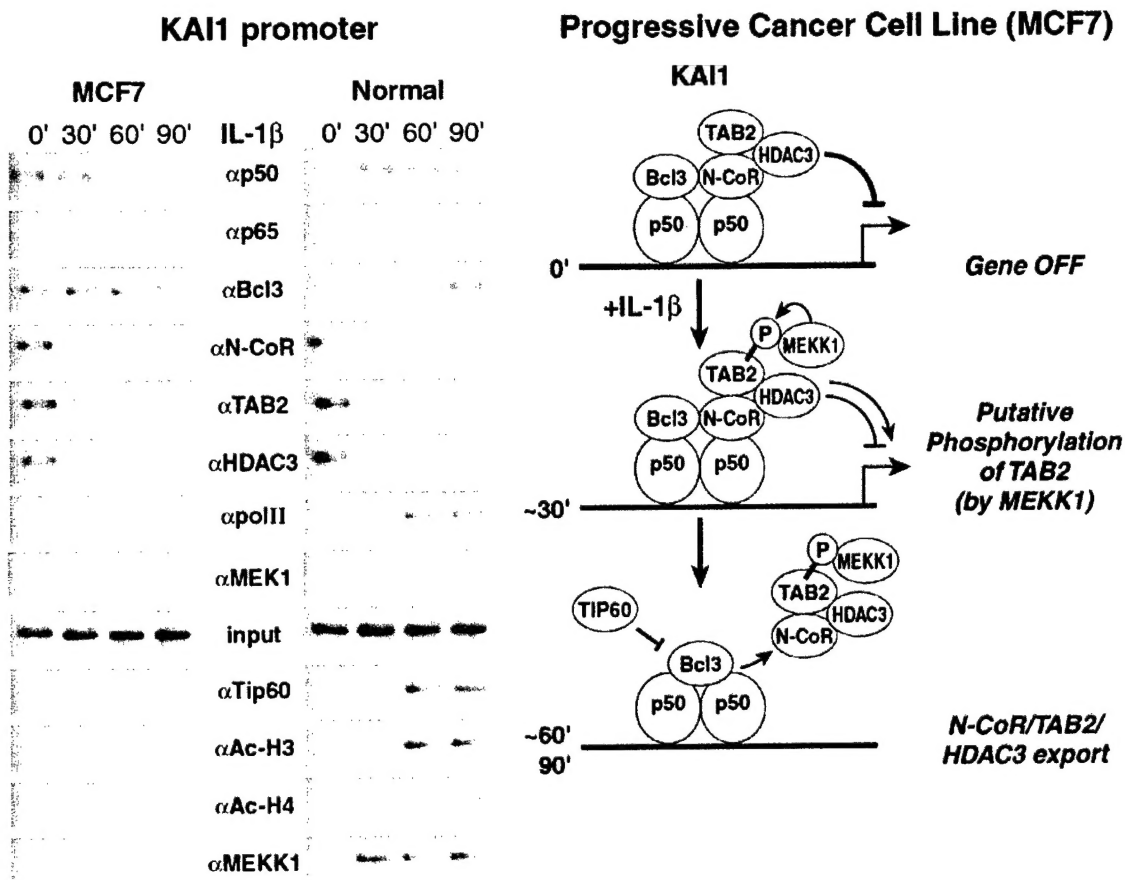 KAI1 promoter
MCF7 Normal
0' 30' 60' 90' IL-1β 0' 30' 60' 90'
αp50
αp65
αBcl3
αN-CoR
αTAB2
αHDAC3
αpolII
αMEK1
input
αTip60
αAc-H3
αAc-H4
αMEKK1
Progressive Cancer Cell Line (MCF7)
KAI1
TAB2
HDAC3
Bcl3 N-CoR
p50 p50
0'
Gene OFF
+IL-1β
P
MEKK1
TAB2
HDAC3
Bcl3 N-CoR
p50 p50
~30'
Putative
Phosphorylation
of TAB2
(by MEKK1)
P
MEKK1
TAB2
TIP60
HDAC3
N-CoR
Bcl3
p50 p50
~60'
90'
N-CoR/TAB2/
HDAC3 export